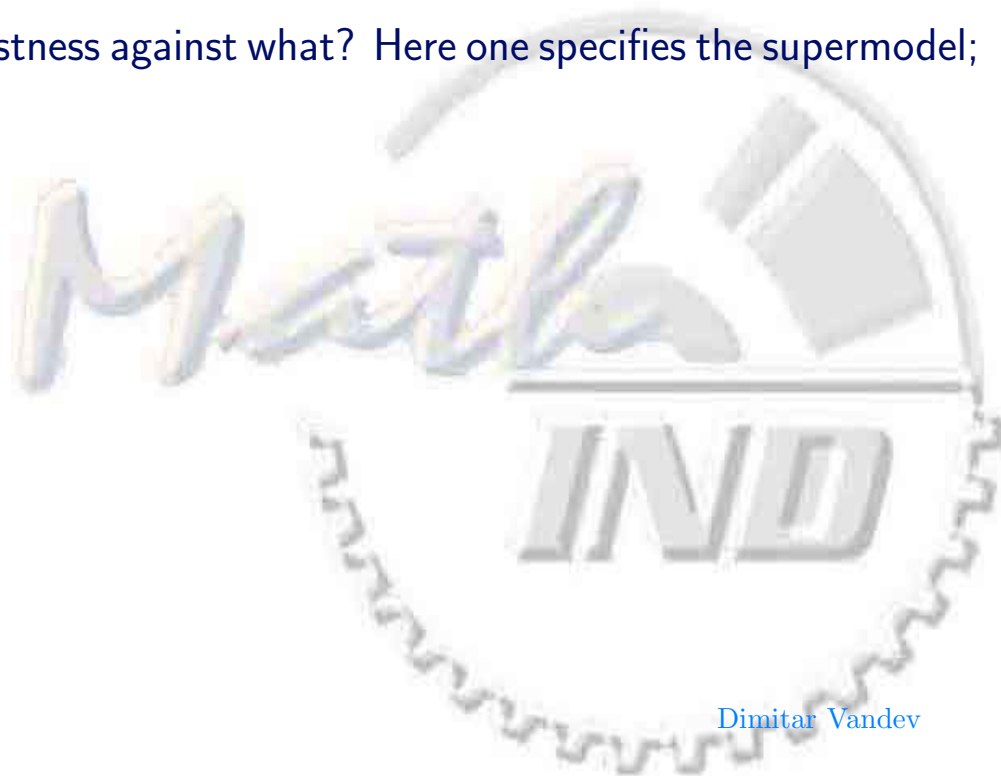 stness against what? Here one specifies the supermodel;
Math
IND
Dimitar Vandev